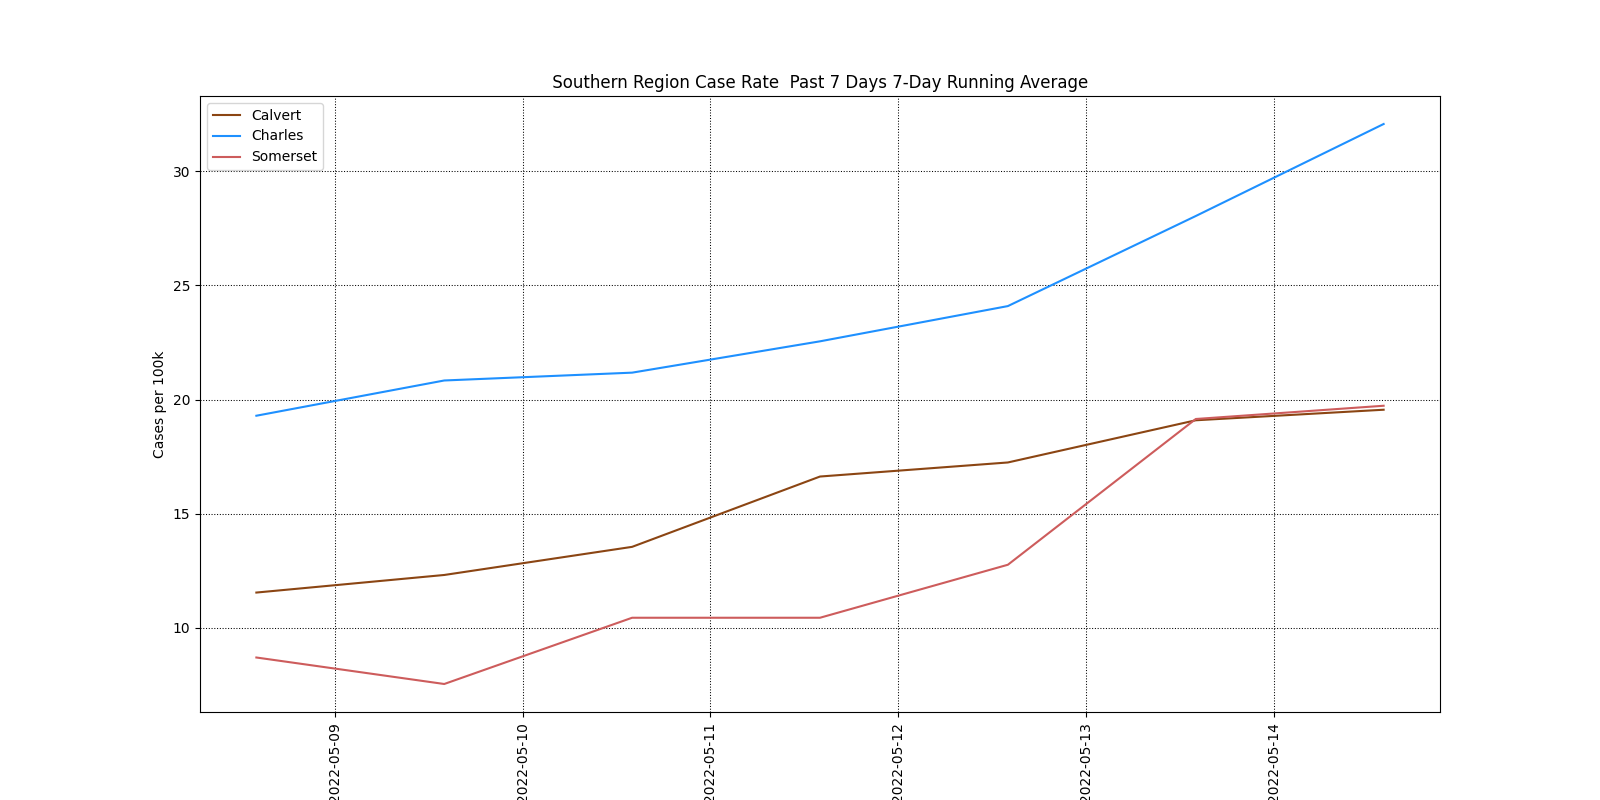 Southern Region Case Rate  Past 7 Days 7-Day Running Average
Calvert
Charles
Somerset
Cases per 100k
30
25
20
15
10
2022-05-09
2022-05-10
2022-05-11
2022-05-12
2022-05-13
2022-05-14